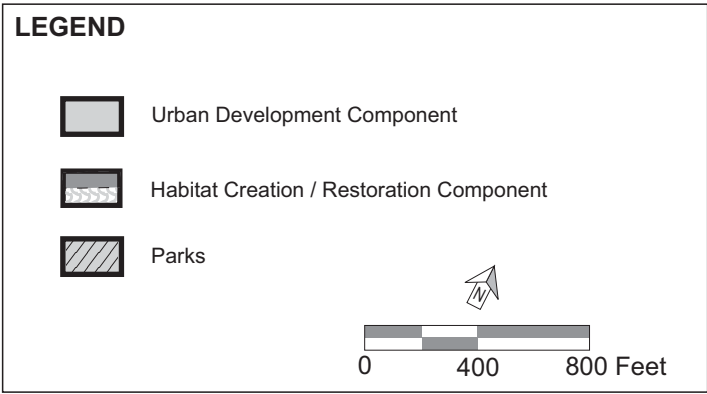 LEGEND
Urban Development Component
Habitat Creation / Restoration Component
Parks
N
0 400 800 Feet